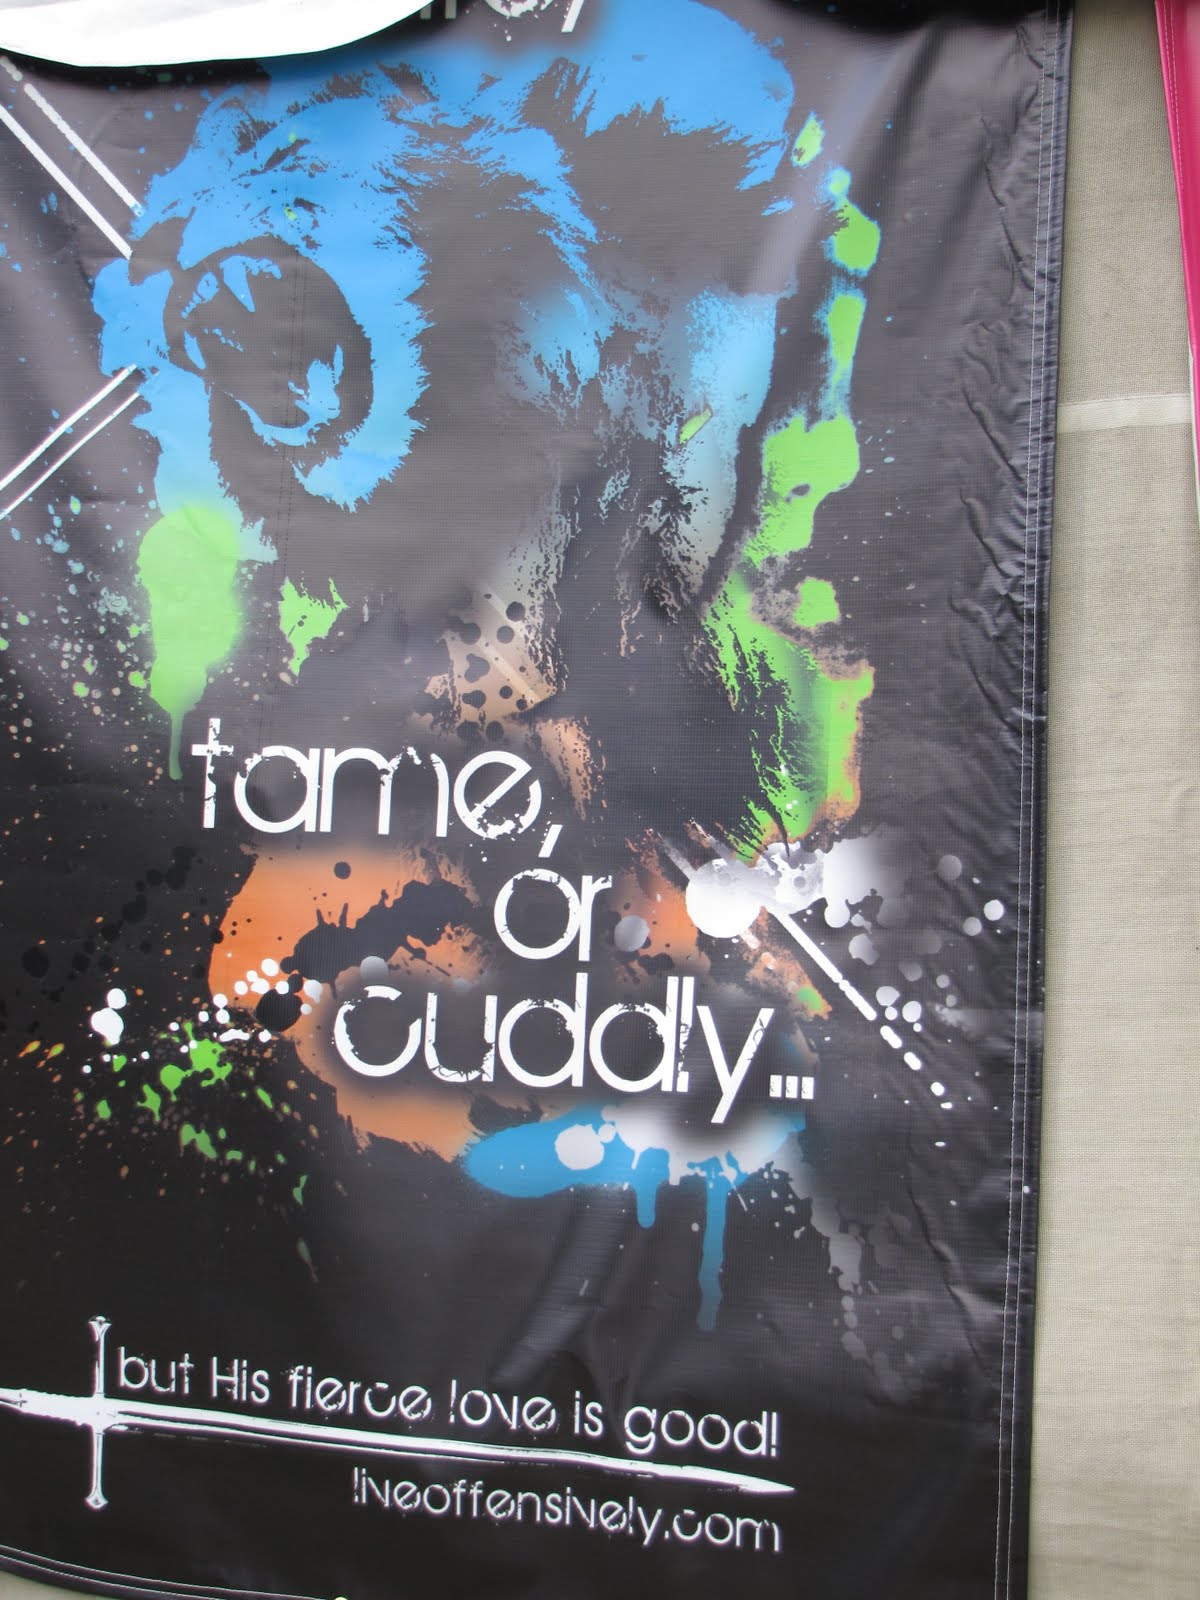 tame,
or
cuddly...
but His fierce love is good!
liveoffensively.com